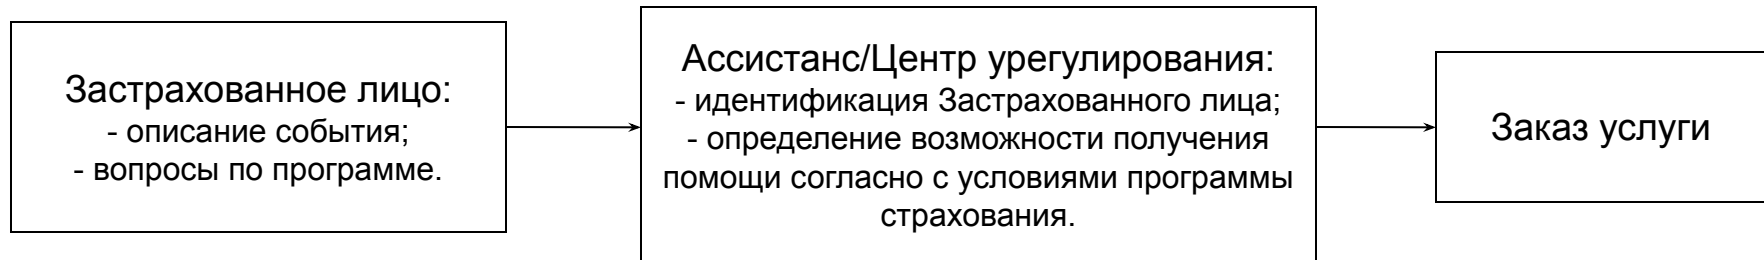 Застрахованное лицо:
- описание события;
- вопросы по программе.
Ассистанс/Центр урегулирования:
- идентификация Застрахованного лица;
- определение возможности получения
помощи согласно с условиями программы
страхования.
Заказ услуги